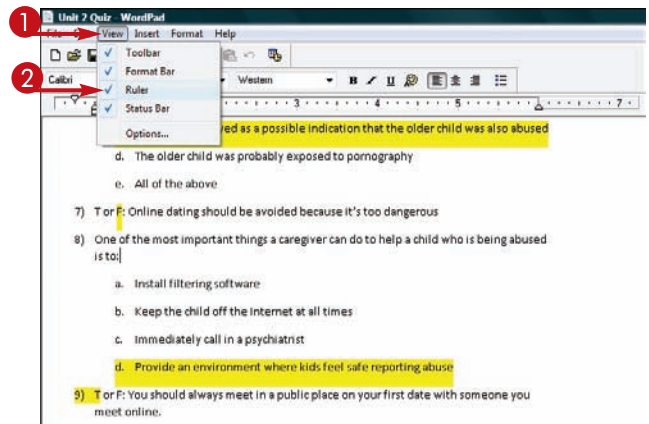 Unit 2 Quiz - WordPad
1
View Insert Format Help
Toolbar
Format Bar
2
Ruler
Status Bar
Options...
Calibri
Western
B / U
3 4 5 7
ved as a possible indication that the older child was also abused
d. The older child was probably exposed to pornography
e. All of the above
7) T or F: Online dating should be avoided because it's too dangerous
8) One of the most important things a caregiver can do to help a child who is being abused
is to:
a. Install filtering software
b. Keep the child off the Internet at all times
c. Immediately call in a psychiatrist
d. Provide an environment where kids feel safe reporting abuse
9) T or F: You should always meet in a public place on your first date with someone you
meet online.